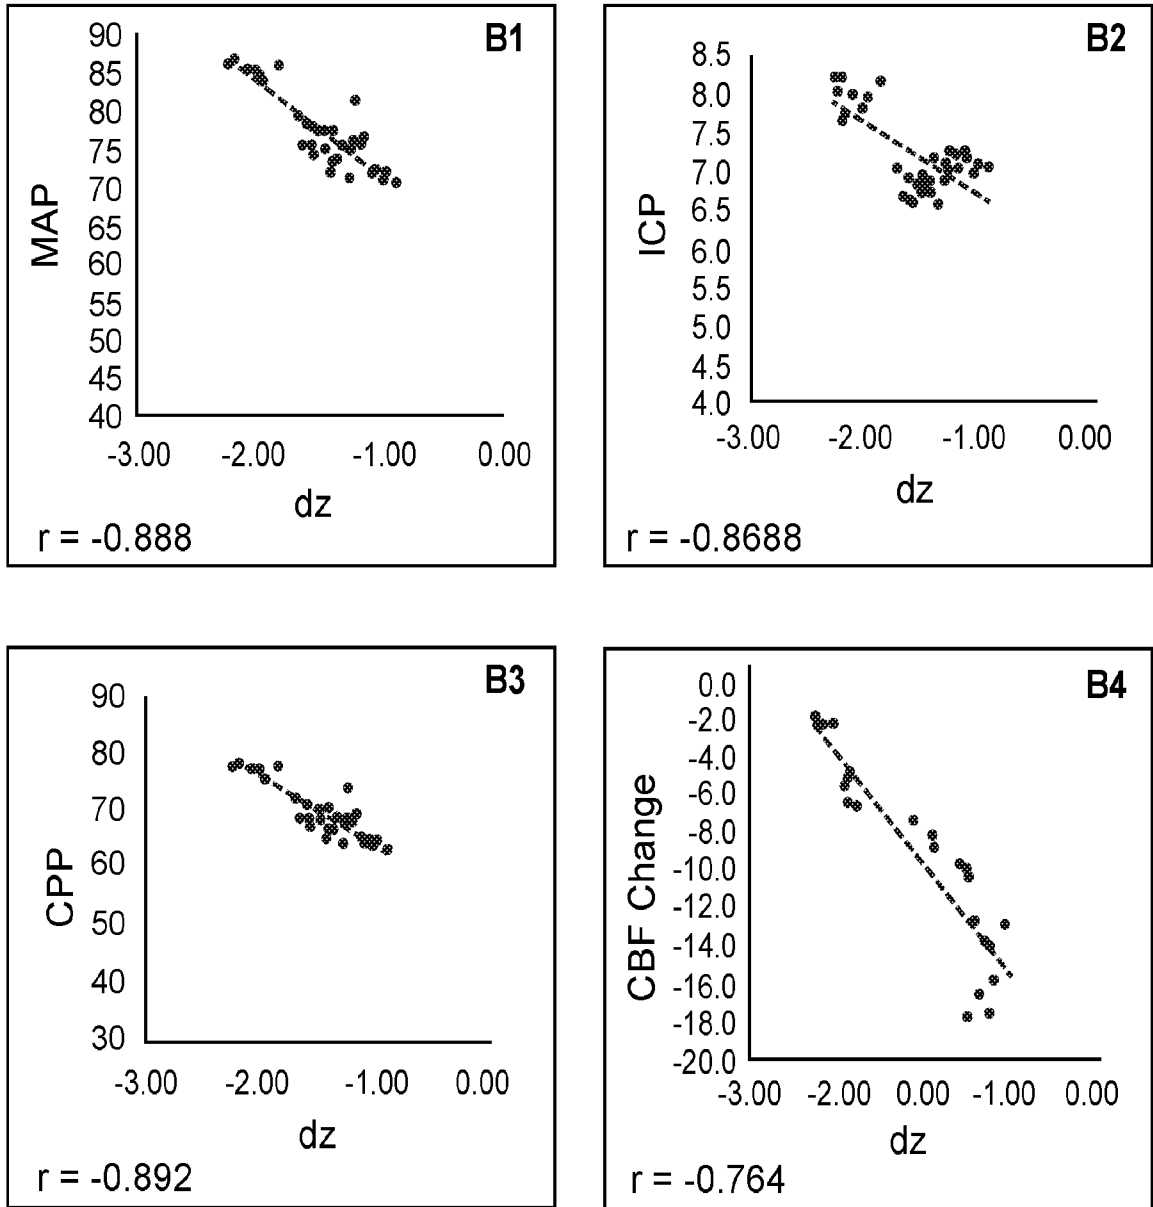 B1
90
85
80
75
70
65
60
55
50
45
40
MAP
-3.00 -2.00 -1.00 0.00
dz
r = -0.888
B2
8.5
8.0
7.5
7.0
6.5
6.0
5.5
5.0
4.5
4.0
ICP
-3.00 -2.00 -1.00 0.00
dz
r = -0.8688
B3
90
80
70
60
50
40
30
CPP
-3.00 -2.00 -1.00 0.00
dz
r = -0.892
B4
0.0
-2.0
-4.0
-6.0
-8.0
-10.0
-12.0
-14.0
-16.0
-18.0
-20.0
CBF Change
-3.00 -2.00 0.00 -1.00 0.00
dz
r = -0.764